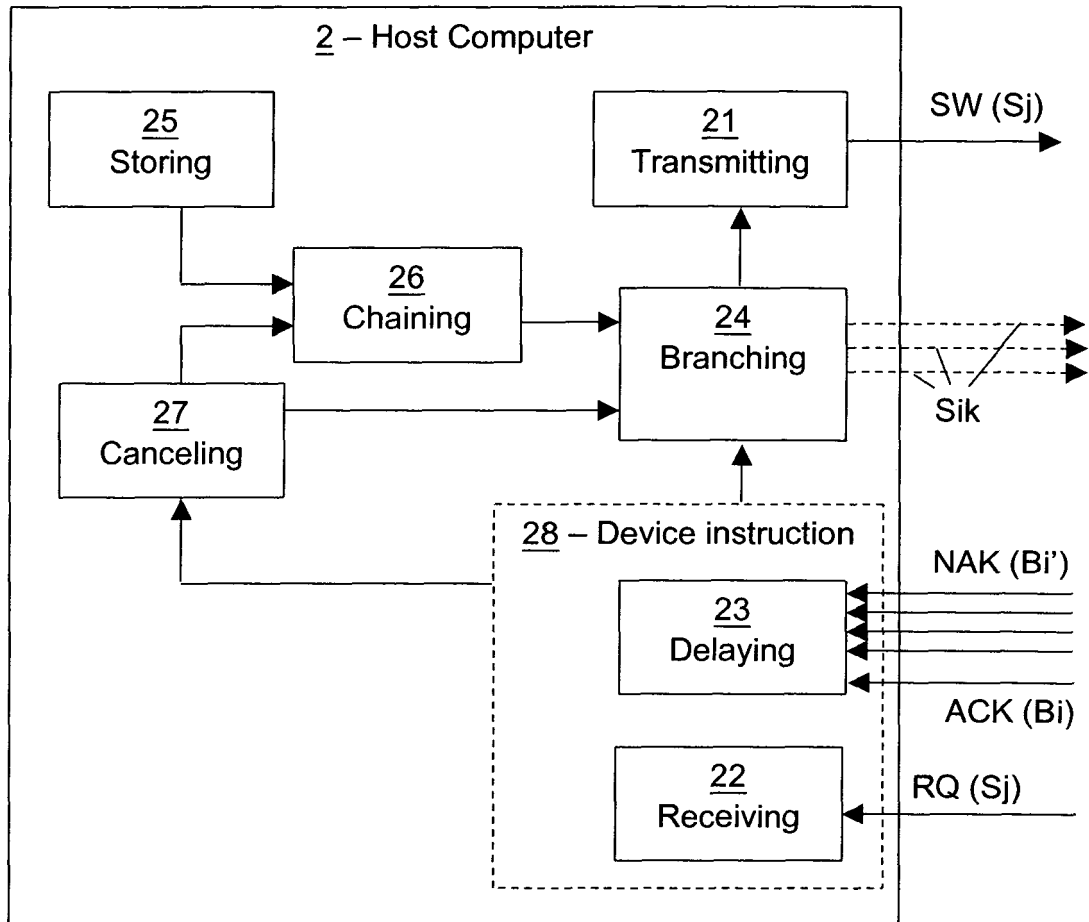 2 – Host Computer
25
Storing
21
Transmitting
SW (Sj)
26
Chaining
24
Branching
Sik
27
Canceling
28 – Device instruction
NAK (Bi’)
23
Delaying
ACK (Bi)
22
Receiving
RQ (Sj)